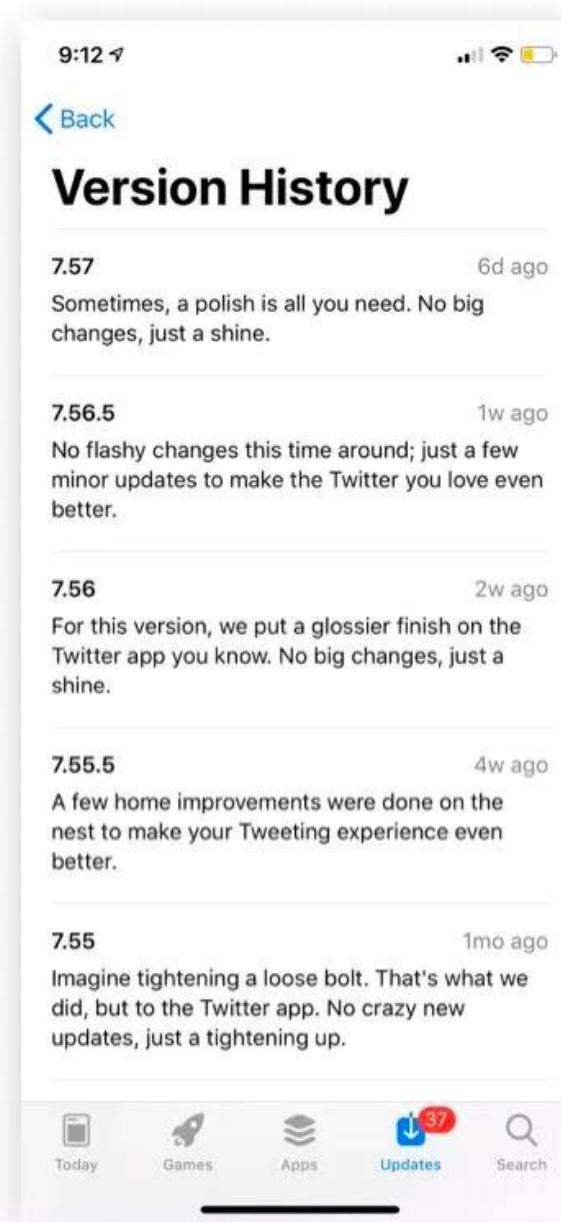 9:12
Back
Version History
7.57 6d ago
Sometimes, a polish is all you need. No big
changes, just a shine.
7.56.5 1w ago
No flashy changes this time around; just a few
minor updates to make the Twitter you love even
better.
7.56 2w ago
For this version, we put a glossier finish on the
Twitter app you know. No big changes, just a
shine.
7.55.5 4w ago
A few home improvements were done on the
nest to make your Tweeting experience even
better.
7.55 1mo ago
Imagine tightening a loose bolt. That's what we
did, but to the Twitter app. No crazy new
updates, just a tightening up.
37
Today Games Apps Updates Search